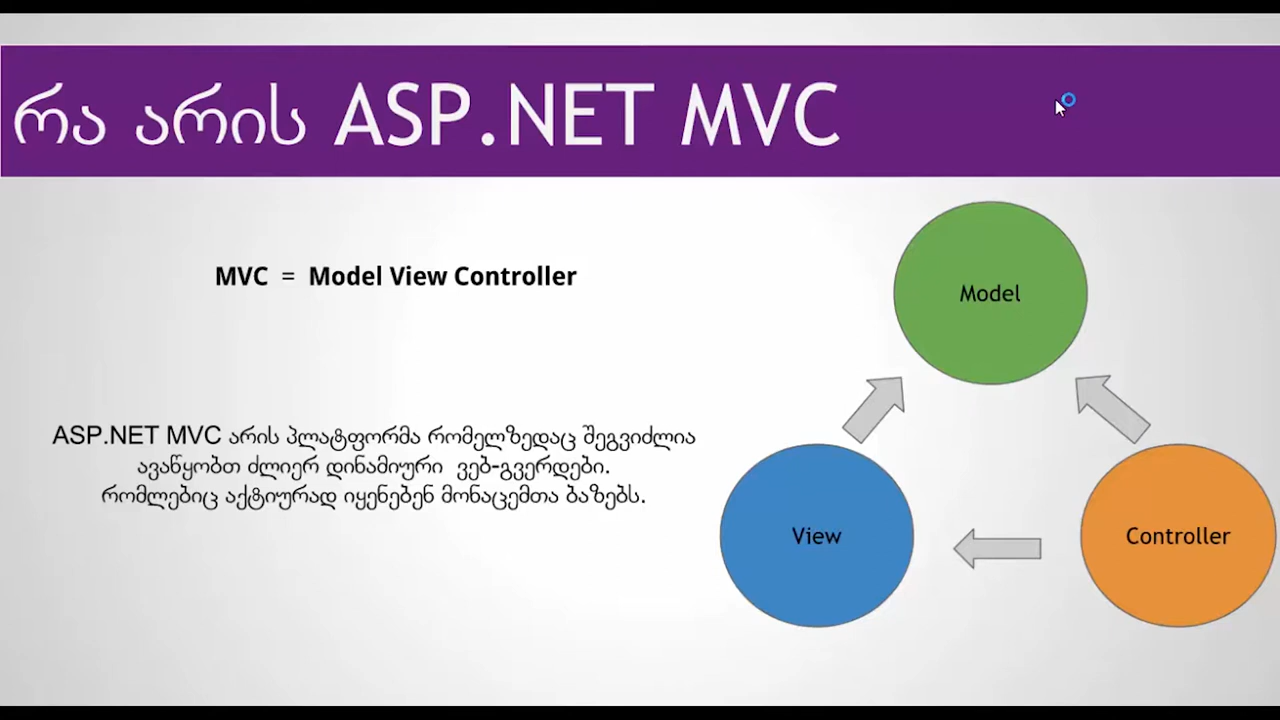 რა არის ASP.NET MVC
MVC = Model View Controller
Model
ASP.NET MVC არის პლატფორმა რომელზედაც შეგვიძლია
ავაწყობთ ძლიერ დინამიური ვებ-გვერდები.
რომლებიც აქტიურად იყენებენ მონაცემთა ბაზებს.
View
Controller